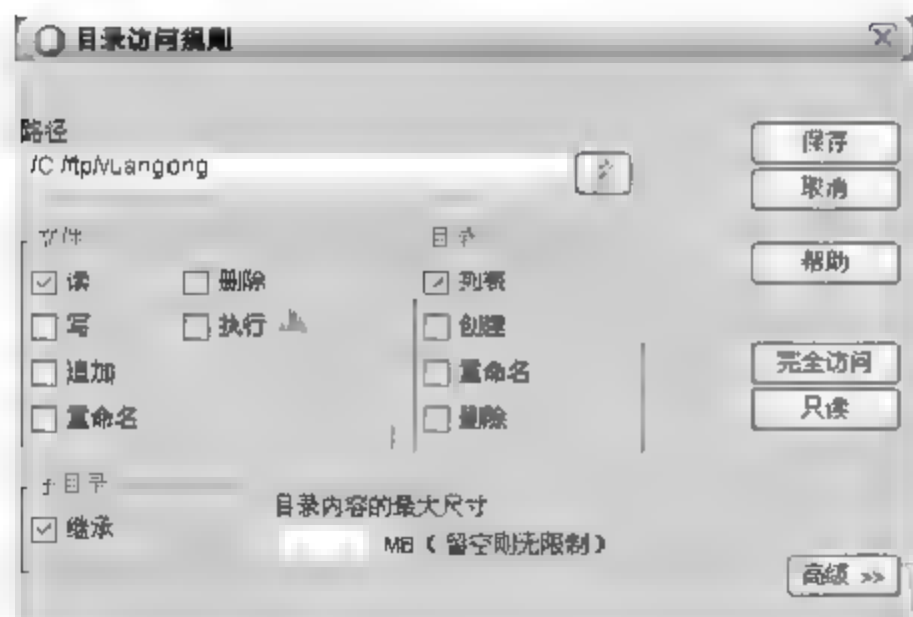 目录访问规则
路径
/C/ftp/yuangong
保存
取消
文件
目录
帮助
读
删除
列表
写
执行
创建
追加
重命名
完全访问
重命名
删除
只读
子目录
继承
目录内容的最大尺寸
MB（留空则无限制）
高级 >>